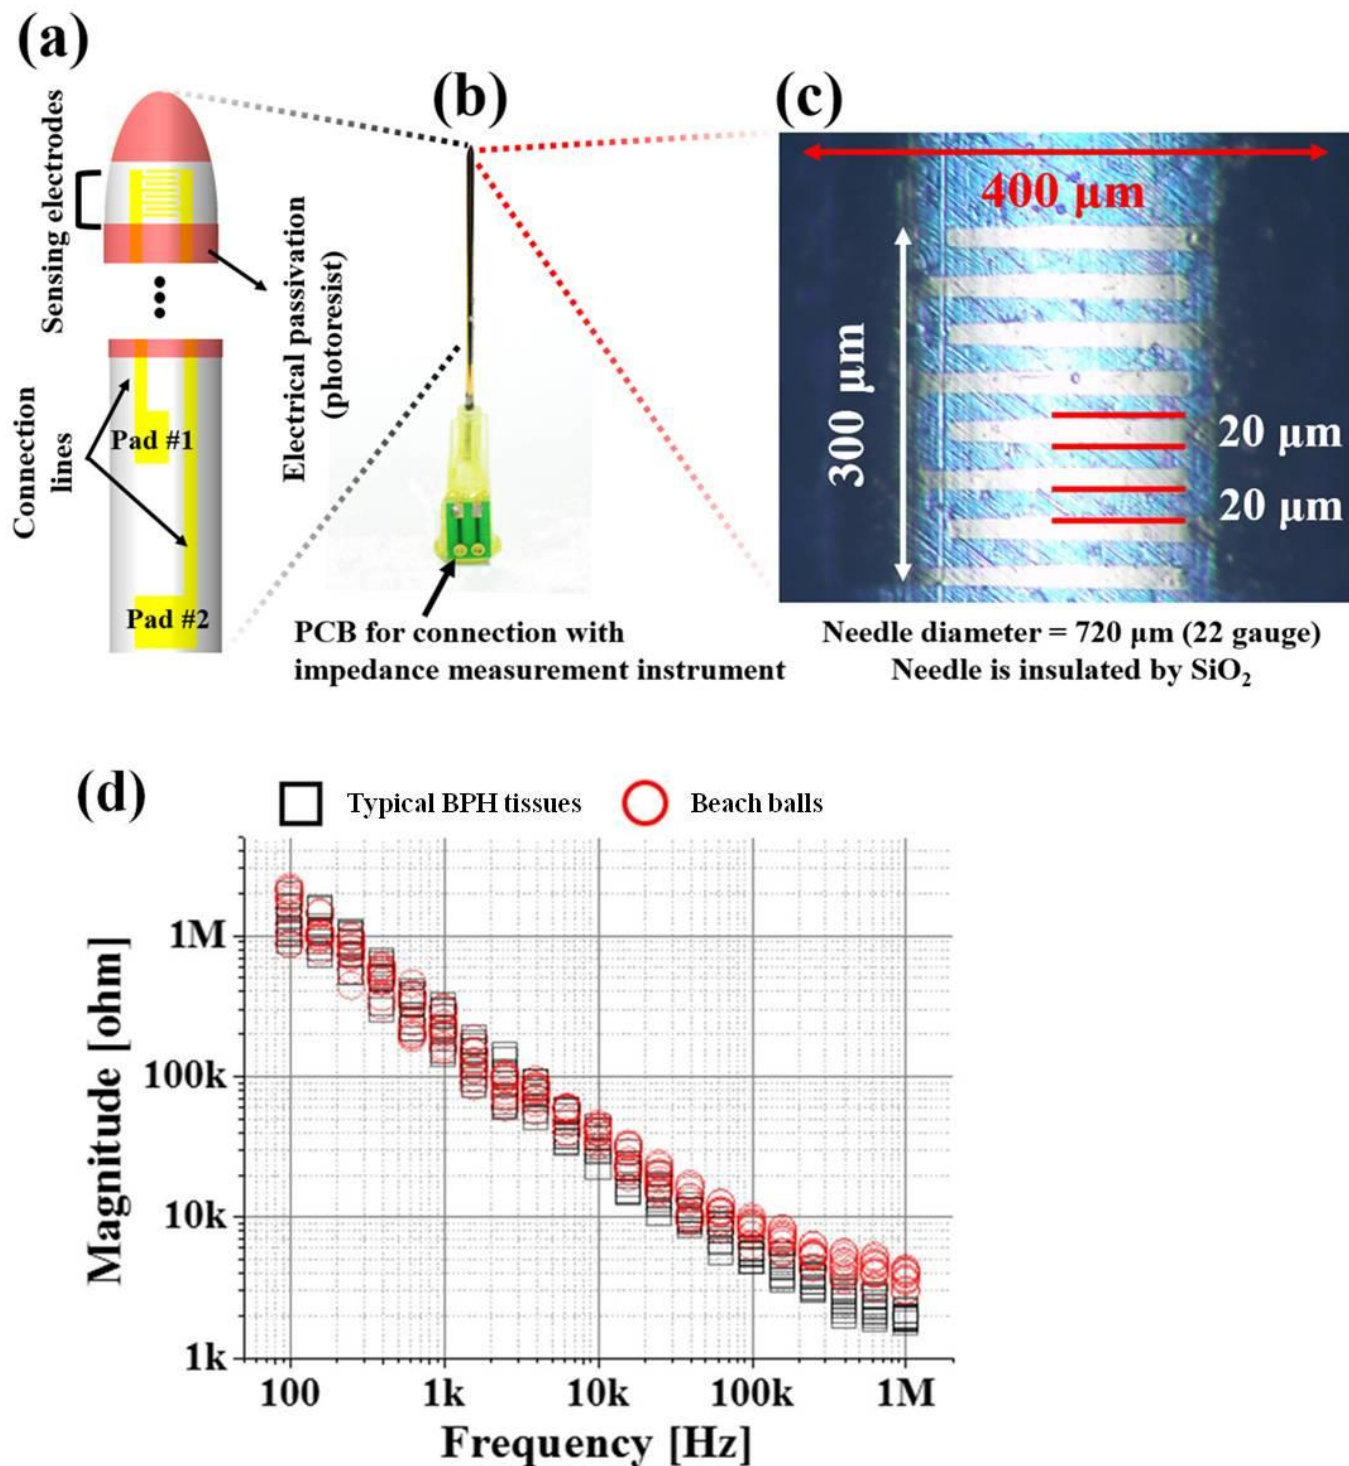 (a)
(b)
(c)
Sensing electrodes
Electrical passivation
(photoresist)
Connection
lines
Pad #1
Pad #2
PCB for connection with
impedance measurement instrument
400 μm
300 μm
20 μm
20 μm
Needle diameter = 720 μm (22 gauge)
Needle is insulated by SiO₂
(d)
Typical BPH tissues
Beach balls
Magnitude [ohm]
1M
100k
10k
1k
100 1k 10k 100k 1M
Frequency [Hz]